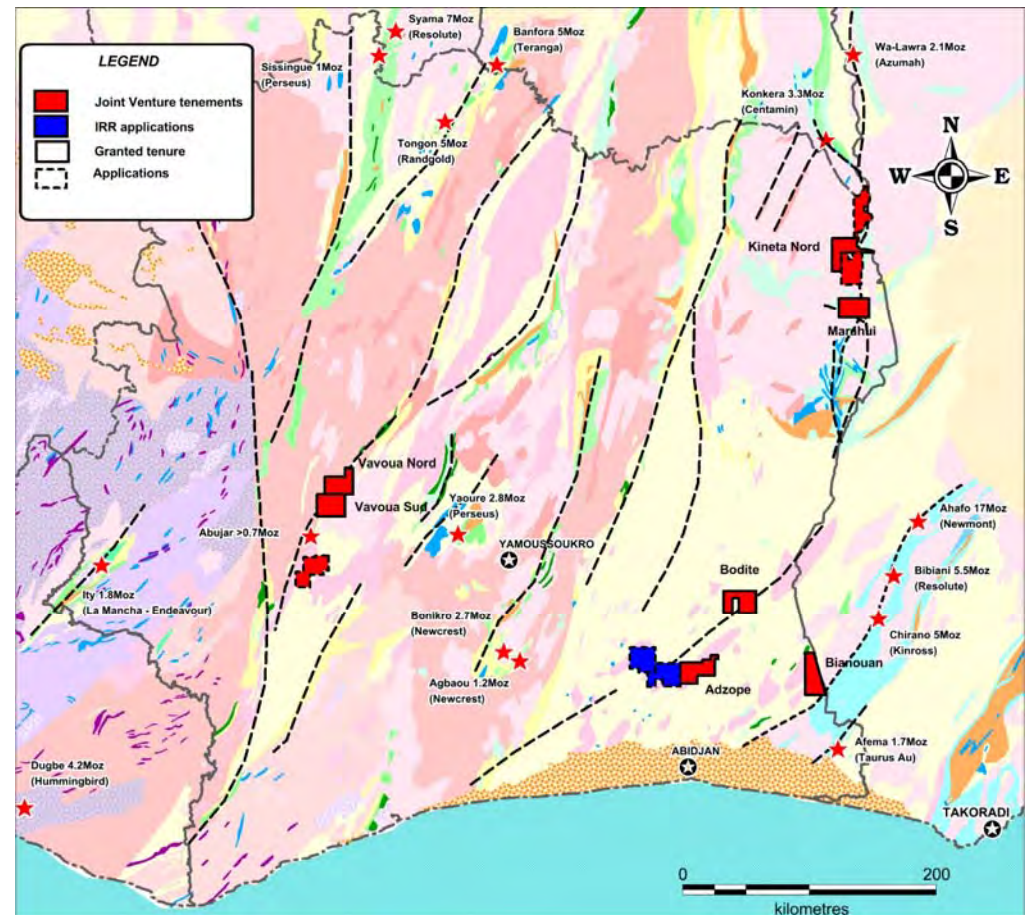 LEGEND
Joint Venture tenements
IRR applications
Granted tenure
Applications
Syama 7Moz
(Resolute)
Sissingue 1Moz
(Perseus)
Banfora 5Moz
(Teranga)
Tongon 5Moz
(Randgold)
Konkera 3.3Moz
(Centamin)
Wa-Lawra 2.1Moz
(Azumah)
N
W
E
S
Kineta Nord
Vavoua Nord
Vavoua Sud
Abujar >0.7Moz
Yaoure 2.8Moz
(Perseus)
YAMOUSSOUKRO
Ity 1.8Moz
(La Mancha - Endeavour)
Bonikro 2.7Moz
(Newcrest)
Agbaou 1.2Moz
(Newcrest)
Bodite
Adzope
Bianouan
Ahafo 17Moz
(Newmont)
Bibiani 5.5Moz
(Resolute)
Chirano 5Moz
(Kinross)
Afema 1.7Moz
(Taurus Au)
ABIDJAN
Dugbe 4.2Moz
(Hummingbird)
TAKORADI
0
200
kilometres